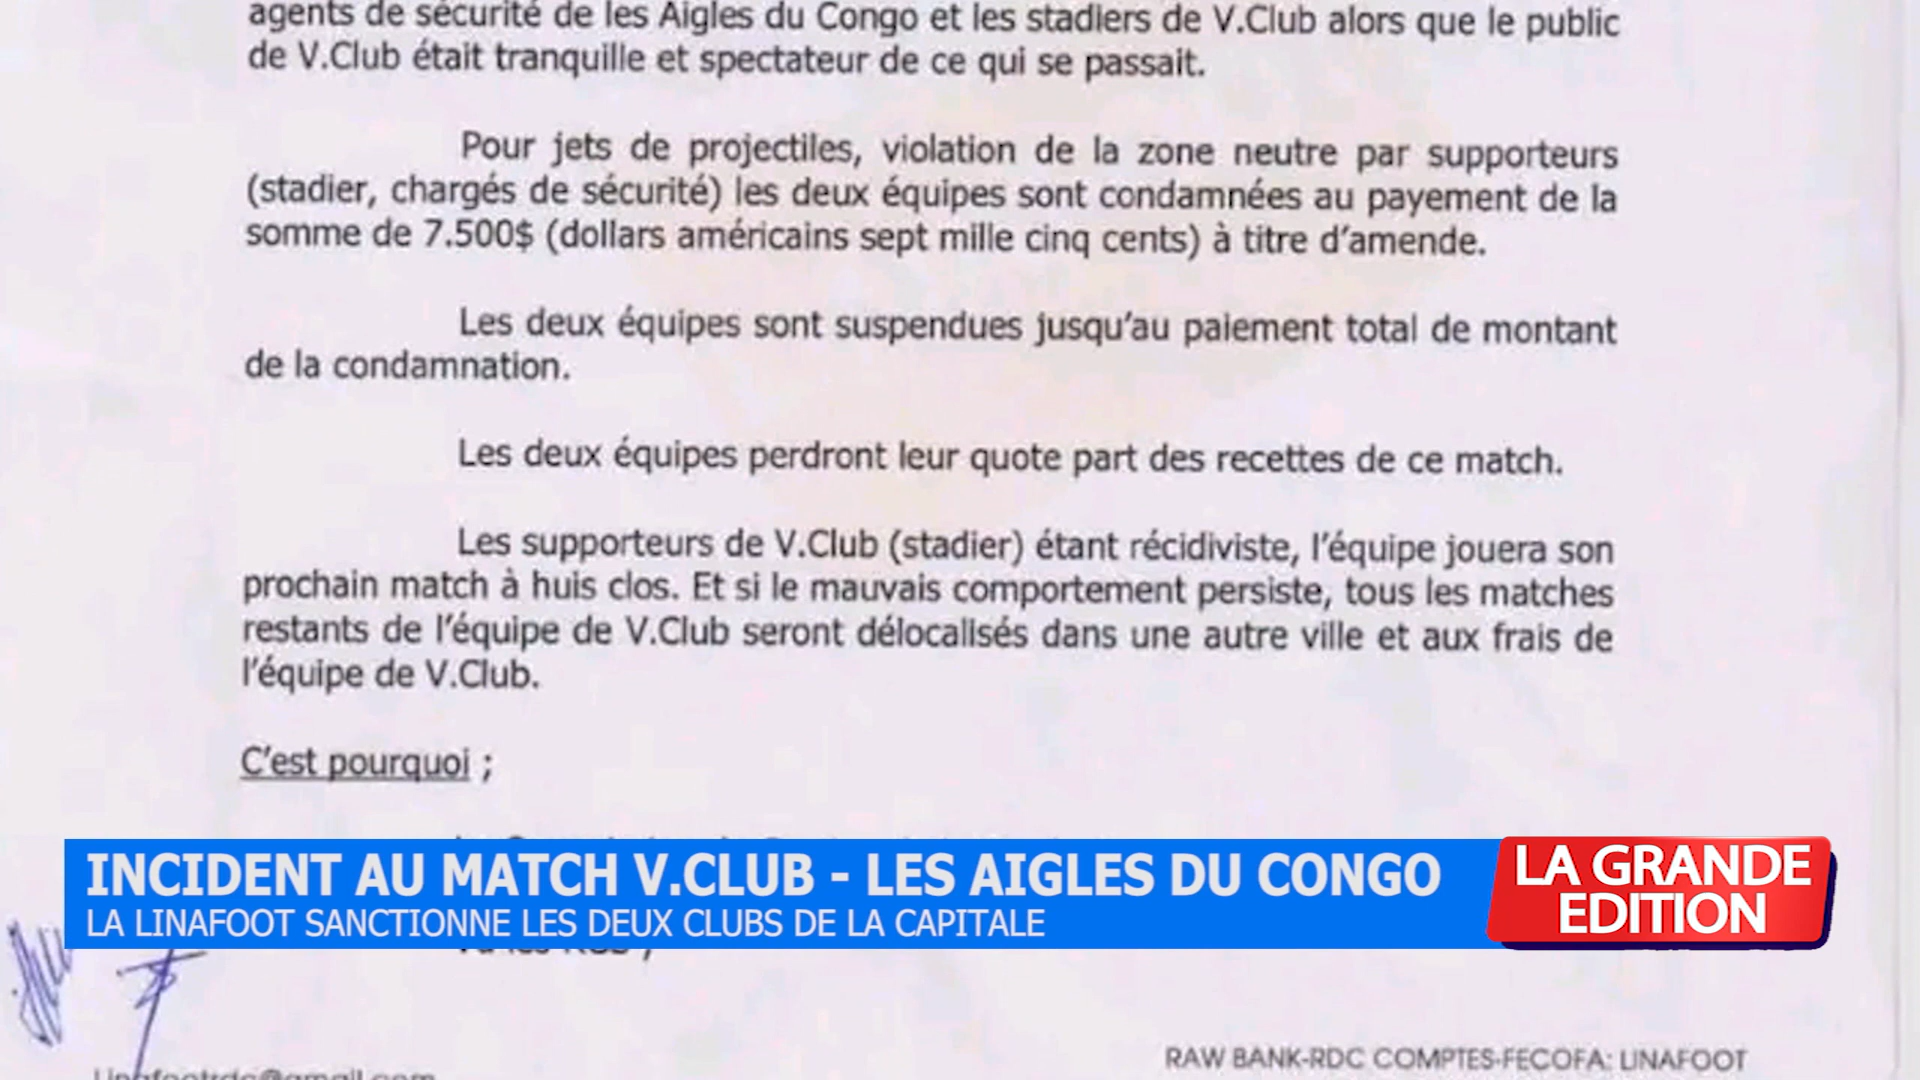 agents de sécurité de les Aigles du Congo et les stadiers de V.Club alors que le public
de V.Club était tranquille et spectateur de ce qui se passait.
Pour jets de projectiles, violation de la zone neutre par supporteurs
(stadier, chargés de sécurité) les deux équipes sont condamnées au payement de la
somme de 7.500$ (dollars américains sept mille cinq cents) à titre d'amende.
Les deux équipes sont suspendues jusqu'au paiement total de montant
de la condamnation.
Les deux équipes perdront leur quote part des recettes de ce match.
Les supporteurs de V.Club (stadier) étant récidiviste, l'équipe jouera son
prochain match à huis clos. Et si le mauvais comportement persiste, tous les matches
restants de l'équipe de V.Club seront délocalisés dans une autre ville et aux frais de
l'équipe de V.Club.
C'est pourquoi ;
INCIDENT AU MATCH V.CLUB - LES AIGLES DU CONGO
LA LINAFOOT SANCTIONNE LES DEUX CLUBS DE LA CAPITALE
LA GRANDE
EDITION
RAW BANK-RDC COMPTES-FECOFA: LINAFOOT
Linafootrdc@gmail.com